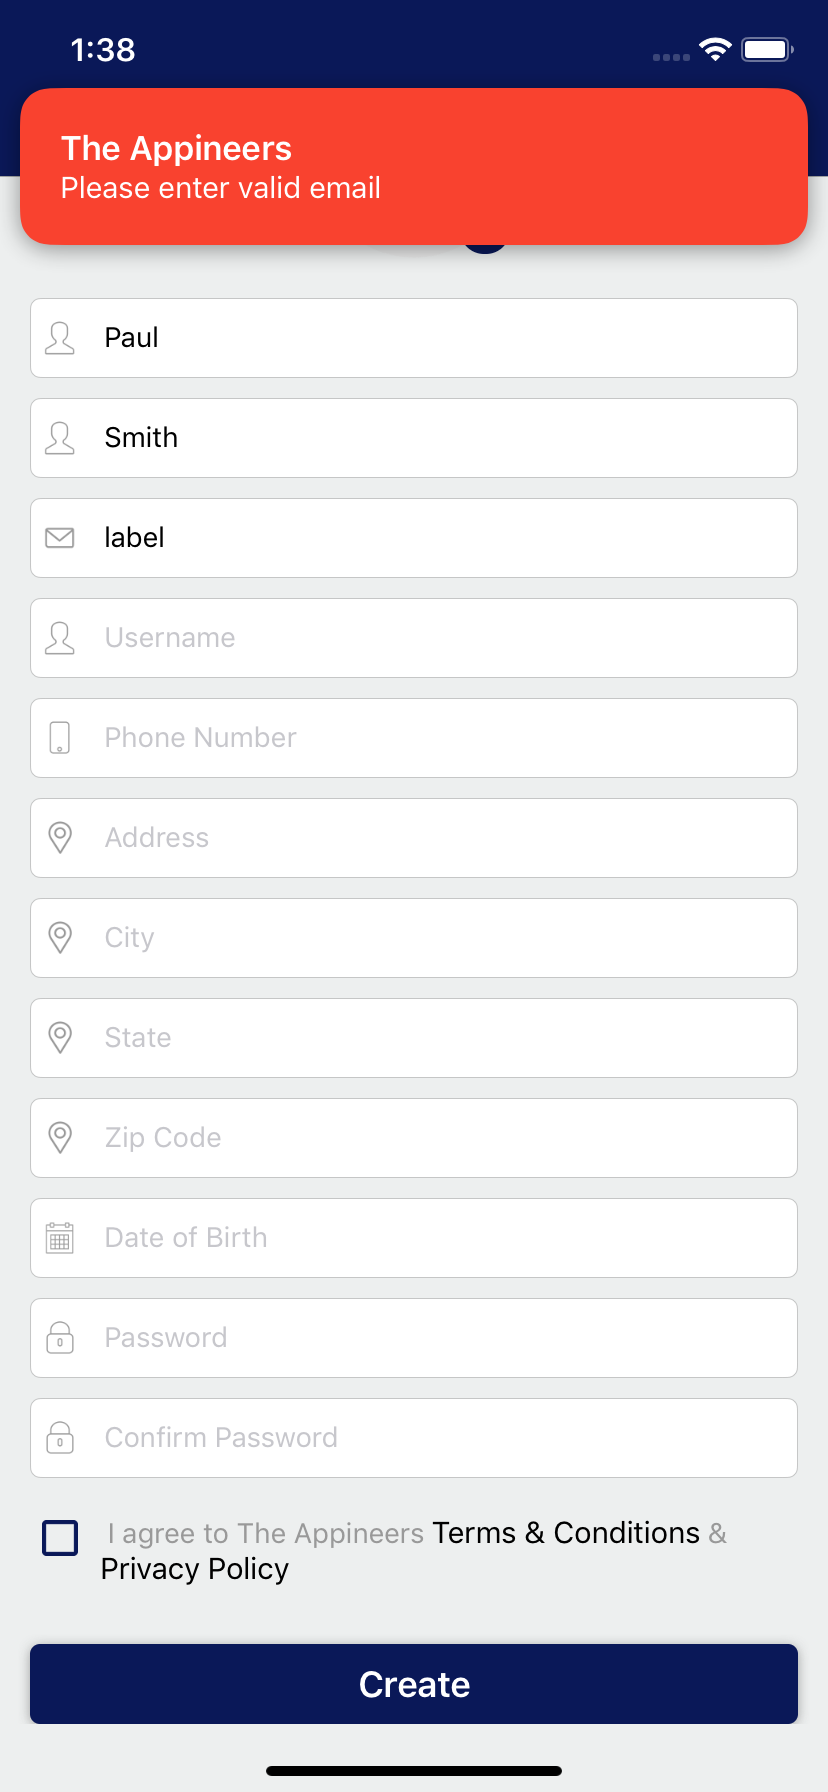 1:38
The Appineers
Please enter valid email
Paul
Smith
label
Username
Phone Number
Address
City
State
Zip Code
Date of Birth
Password
Confirm Password
I agree to The Appineers Terms & Conditions &
Privacy Policy
Create